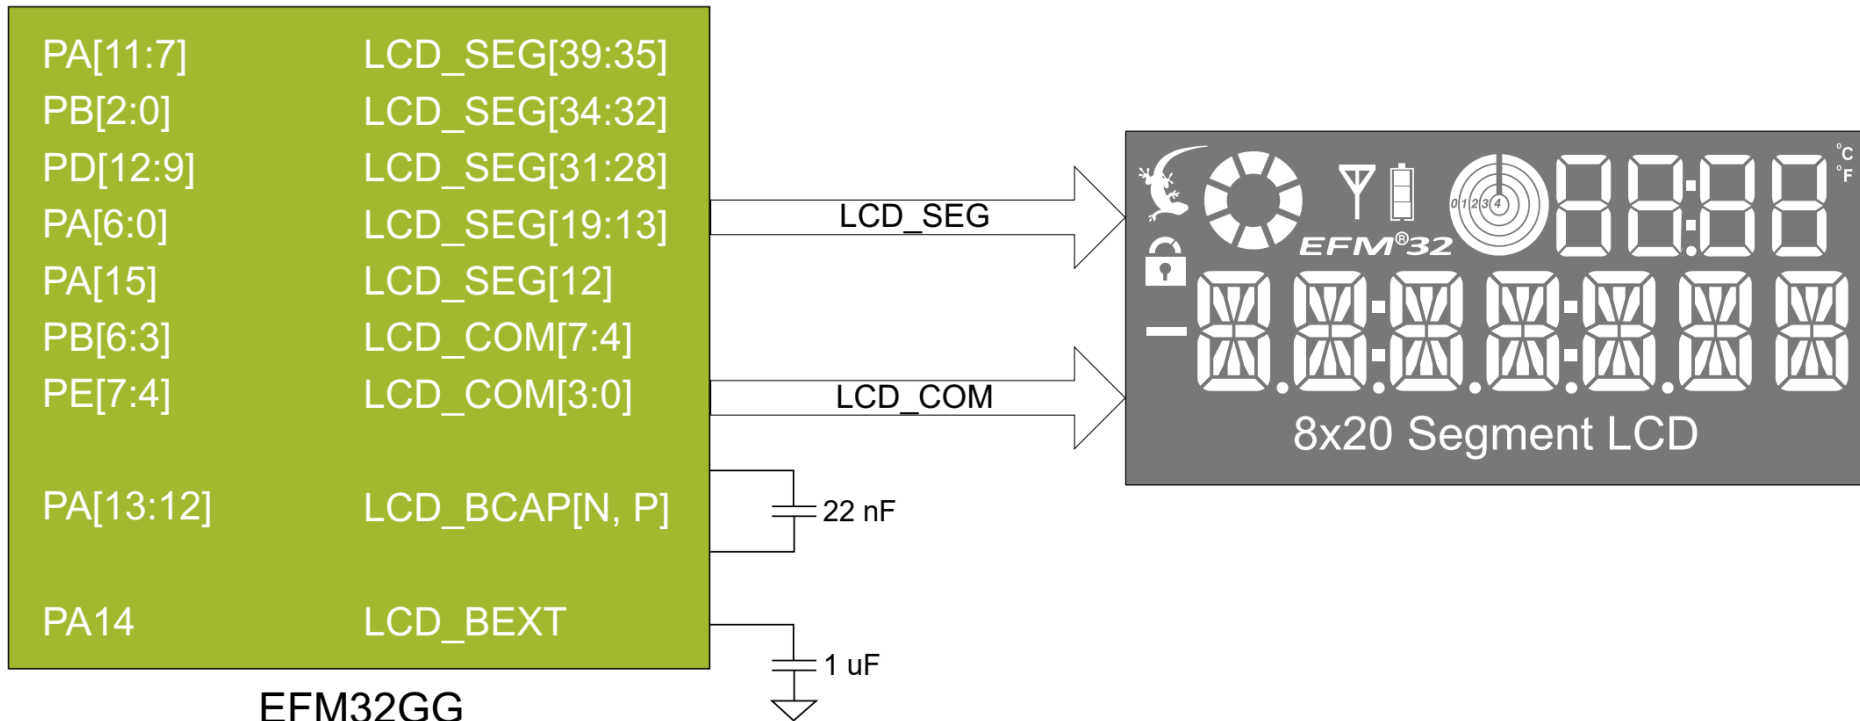 PA[11:7] LCD_SEG[39:35]
PB[2:0] LCD_SEG[34:32]
PD[12:9] LCD_SEG[31:28]
PA[6:0] LCD_SEG[19:13]
PA[15] LCD_SEG[12]
PB[6:3] LCD_COM[7:4]
PE[7:4] LCD_COM[3:0]
PA[13:12] LCD_BCAP[N, P]
PA14 LCD_BEXT
EFM32GG
LCD_SEG
LCD_COM
22 nF
1 uF
°C
°F
0 1 2 3 4
EFM®32
8x20 Segment LCD